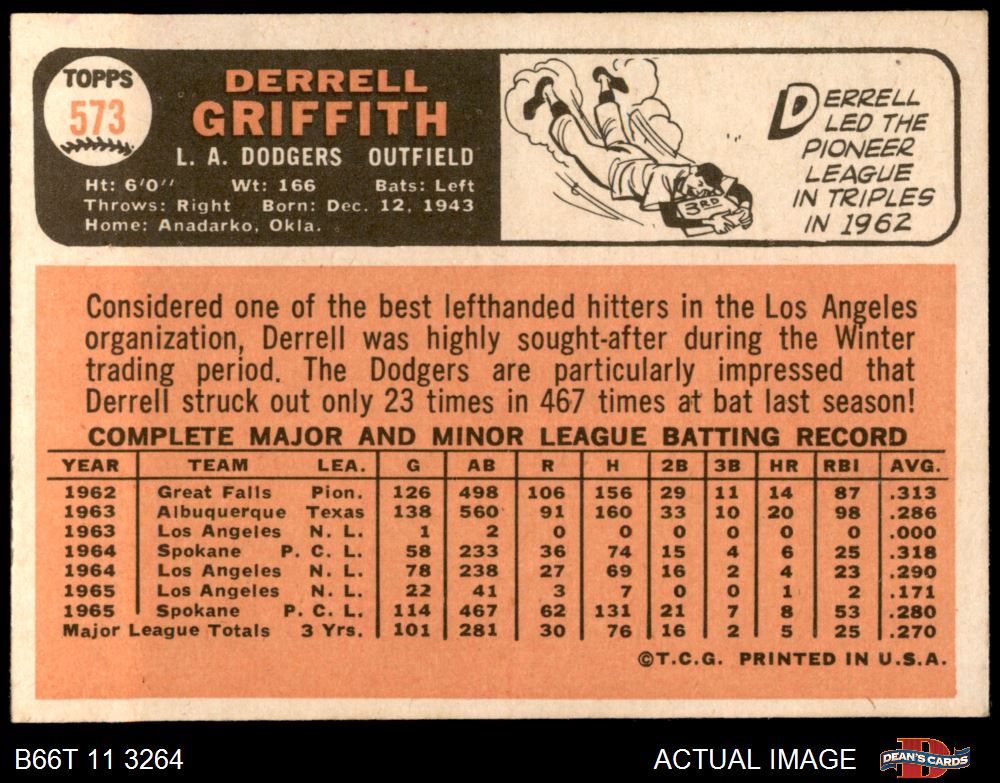 TOPPS
573
DERRELL
GRIFFITH
L. A. DODGERS OUTFIELD
Ht: 6'0" Wt: 166 Bats: Left
Throws: Right Born: Dec. 12, 1943
Home: Anadarko, Okla.
3RD
DERRELL
LED THE
PIONEER
LEAGUE
IN TRIPLES
IN 1962
Considered one of the best lefthanded hitters in the Los Angeles
organization, Derrell was highly sought-after during the Winter
trading period. The Dodgers are particularly impressed that
Derrell struck out only 23 times in 467 times at bat last season!
COMPLETE MAJOR AND MINOR LEAGUE BATTING RECORD
YEAR TEAM LEA. G AB R H 2B 3B HR RBI AVG.
1962 Great Falls Pion. 126 498 106 156 29 11 14 87 .313
1963 Albuquerque Texas 138 560 91 160 33 10 20 98 .286
1963 Los Angeles N. L. 1 2 0 0 0 0 0 0 .000
1964 Spokane P. C. L. 58 233 36 74 15 4 6 25 .318
1964 Los Angeles N. L. 78 238 27 69 16 2 4 23 .290
1965 Los Angeles N. L. 22 41 3 7 0 0 1 2 .171
1965 Spokane P. C. L. 114 467 62 131 21 7 8 53 .280
Major League Totals 3 Yrs. 101 281 30 76 16 2 5 25 .270
©T.C.G. PRINTED IN U.S.A.
B66T 11 3264
ACTUAL IMAGE
D
DEAN'S CARDS